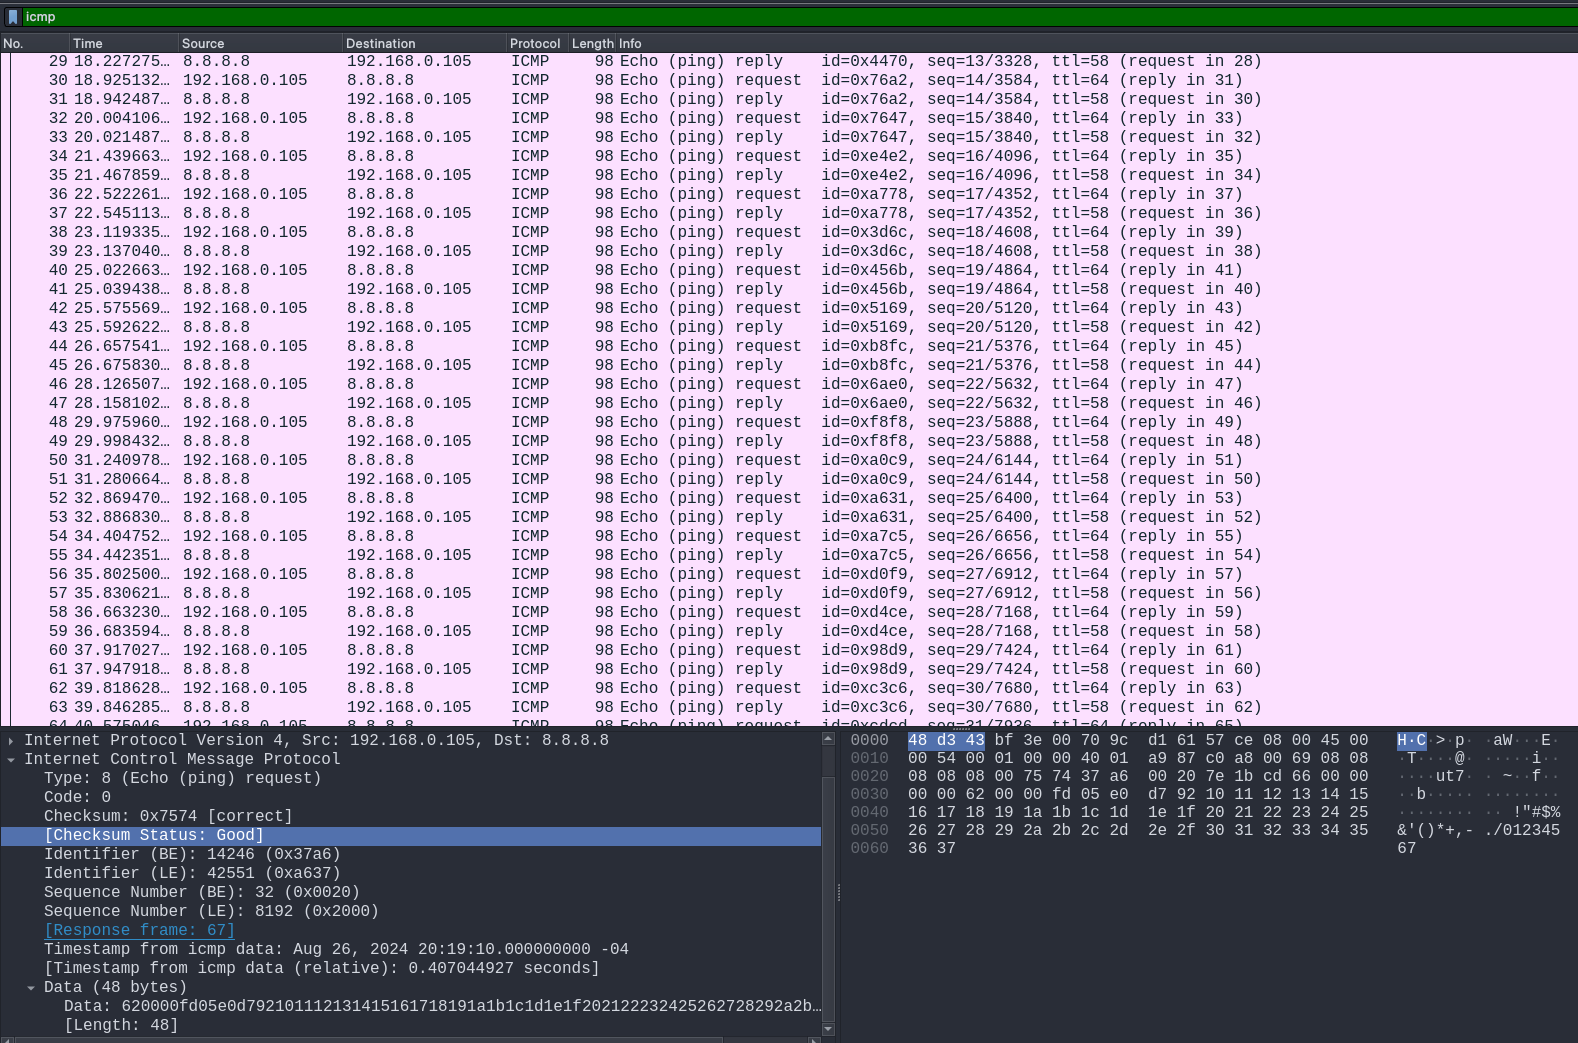 icmp
No. Time Source Destination Protocol Length Info
29 18.227275… 8.8.8.8 192.168.0.105 ICMP 98 Echo (ping) reply id=0x4470, seq=13/3328, ttl=58 (request in 28)
30 18.925132… 192.168.0.105 8.8.8.8 ICMP 98 Echo (ping) request id=0x76a2, seq=14/3584, ttl=64 (reply in 31)
31 18.942487… 8.8.8.8 192.168.0.105 ICMP 98 Echo (ping) reply id=0x76a2, seq=14/3584, ttl=58 (request in 30)
32 20.004106… 192.168.0.105 8.8.8.8 ICMP 98 Echo (ping) request id=0x7647, seq=15/3840, ttl=64 (reply in 33)
33 20.021487… 8.8.8.8 192.168.0.105 ICMP 98 Echo (ping) reply id=0x7647, seq=15/3840, ttl=58 (request in 32)
34 21.439663… 192.168.0.105 8.8.8.8 ICMP 98 Echo (ping) request id=0xe4e2, seq=16/4096, ttl=64 (reply in 35)
35 21.467859… 8.8.8.8 192.168.0.105 ICMP 98 Echo (ping) reply id=0xe4e2, seq=16/4096, ttl=58 (request in 34)
36 22.522261… 192.168.0.105 8.8.8.8 ICMP 98 Echo (ping) request id=0xa778, seq=17/4352, ttl=64 (reply in 37)
37 22.545113… 8.8.8.8 192.168.0.105 ICMP 98 Echo (ping) reply id=0xa778, seq=17/4352, ttl=58 (request in 36)
38 23.119335… 192.168.0.105 8.8.8.8 ICMP 98 Echo (ping) request id=0x3d6c, seq=18/4608, ttl=64 (reply in 39)
39 23.137040… 8.8.8.8 192.168.0.105 ICMP 98 Echo (ping) reply id=0x3d6c, seq=18/4608, ttl=58 (request in 38)
40 25.022663… 192.168.0.105 8.8.8.8 ICMP 98 Echo (ping) request id=0x456b, seq=19/4864, ttl=64 (reply in 41)
41 25.039438… 8.8.8.8 192.168.0.105 ICMP 98 Echo (ping) reply id=0x456b, seq=19/4864, ttl=58 (request in 40)
42 25.575569… 192.168.0.105 8.8.8.8 ICMP 98 Echo (ping) request id=0x5169, seq=20/5120, ttl=64 (reply in 43)
43 25.592622… 8.8.8.8 192.168.0.105 ICMP 98 Echo (ping) reply id=0x5169, seq=20/5120, ttl=58 (request in 42)
44 26.657541… 192.168.0.105 8.8.8.8 ICMP 98 Echo (ping) request id=0xb8fc, seq=21/5376, ttl=64 (reply in 45)
45 26.675830… 8.8.8.8 192.168.0.105 ICMP 98 Echo (ping) reply id=0xb8fc, seq=21/5376, ttl=58 (request in 44)
46 28.126507… 192.168.0.105 8.8.8.8 ICMP 98 Echo (ping) request id=0x6ae0, seq=22/5632, ttl=64 (reply in 47)
47 28.158102… 8.8.8.8 192.168.0.105 ICMP 98 Echo (ping) reply id=0x6ae0, seq=22/5632, ttl=58 (request in 46)
48 29.975960… 192.168.0.105 8.8.8.8 ICMP 98 Echo (ping) request id=0xf8f8, seq=23/5888, ttl=64 (reply in 49)
49 29.998432… 8.8.8.8 192.168.0.105 ICMP 98 Echo (ping) reply id=0xf8f8, seq=23/5888, ttl=58 (request in 48)
50 31.240978… 192.168.0.105 8.8.8.8 ICMP 98 Echo (ping) request id=0xa0c9, seq=24/6144, ttl=64 (reply in 51)
51 31.280664… 8.8.8.8 192.168.0.105 ICMP 98 Echo (ping) reply id=0xa0c9, seq=24/6144, ttl=58 (request in 50)
52 32.869470… 192.168.0.105 8.8.8.8 ICMP 98 Echo (ping) request id=0xa631, seq=25/6400, ttl=64 (reply in 53)
53 32.886830… 8.8.8.8 192.168.0.105 ICMP 98 Echo (ping) reply id=0xa631, seq=25/6400, ttl=58 (request in 52)
54 34.404752… 192.168.0.105 8.8.8.8 ICMP 98 Echo (ping) request id=0xa7c5, seq=26/6656, ttl=64 (reply in 55)
55 34.442351… 8.8.8.8 192.168.0.105 ICMP 98 Echo (ping) reply id=0xa7c5, seq=26/6656, ttl=58 (request in 54)
56 35.802500… 192.168.0.105 8.8.8.8 ICMP 98 Echo (ping) request id=0xd0f9, seq=27/6912, ttl=64 (reply in 57)
57 35.830621… 8.8.8.8 192.168.0.105 ICMP 98 Echo (ping) reply id=0xd0f9, seq=27/6912, ttl=58 (request in 56)
58 36.663230… 192.168.0.105 8.8.8.8 ICMP 98 Echo (ping) request id=0xd4ce, seq=28/7168, ttl=64 (reply in 59)
59 36.683594… 8.8.8.8 192.168.0.105 ICMP 98 Echo (ping) reply id=0xd4ce, seq=28/7168, ttl=58 (request in 58)
60 37.917027… 192.168.0.105 8.8.8.8 ICMP 98 Echo (ping) request id=0x98d9, seq=29/7424, ttl=64 (reply in 61)
61 37.947918… 8.8.8.8 192.168.0.105 ICMP 98 Echo (ping) reply id=0x98d9, seq=29/7424, ttl=58 (request in 60)
62 39.818628… 192.168.0.105 8.8.8.8 ICMP 98 Echo (ping) request id=0xc3c6, seq=30/7680, ttl=64 (reply in 63)
63 39.846285… 8.8.8.8 192.168.0.105 ICMP 98 Echo (ping) reply id=0xc3c6, seq=30/7680, ttl=58 (request in 62)
Internet Protocol Version 4, Src: 192.168.0.105, Dst: 8.8.8.8
Internet Control Message Protocol
Type: 8 (Echo (ping) request)
Code: 0
Checksum: 0x7574 [correct]
[Checksum Status: Good]
Identifier (BE): 14246 (0x37a6)
Identifier (LE): 42551 (0xa637)
Sequence Number (BE): 32 (0x0020)
Sequence Number (LE): 8192 (0x2000)
[Response frame: 67]
Timestamp from icmp data: Aug 26, 2024 20:19:10.000000000 -04
[Timestamp from icmp data (relative): 0.407044927 seconds]
Data (48 bytes)
Data: 620000fd05e0d79210111213141516171819​1a1b1c1d1e1f202122232425262728292a2b…
[Length: 48]
0000 48 d3 43 bf 3e 00 70 9c d1 61 57 ce 08 00 45 00 H·C·>·p· ·aW···E·
0010 00 54 00 01 00 00 40 01 a9 87 c0 a8 00 69 08 08 ·T····@· ·····i··
0020 08 08 08 00 75 74 37 a6 00 20 7e 1b cd 66 00 00 ····ut7· · ~··f··
0030 00 00 62 00 00 fd 05 e0 d7 92 10 11 12 13 14 15 ··b····· ········
0040 16 17 18 19 1a 1b 1c 1d 1e 1f 20 21 22 23 24 25 ········ ·· !"#$%
0050 26 27 28 29 2a 2b 2c 2d 2e 2f 30 31 32 33 34 35 &'()*+,- ./012345
0060 36 37 67